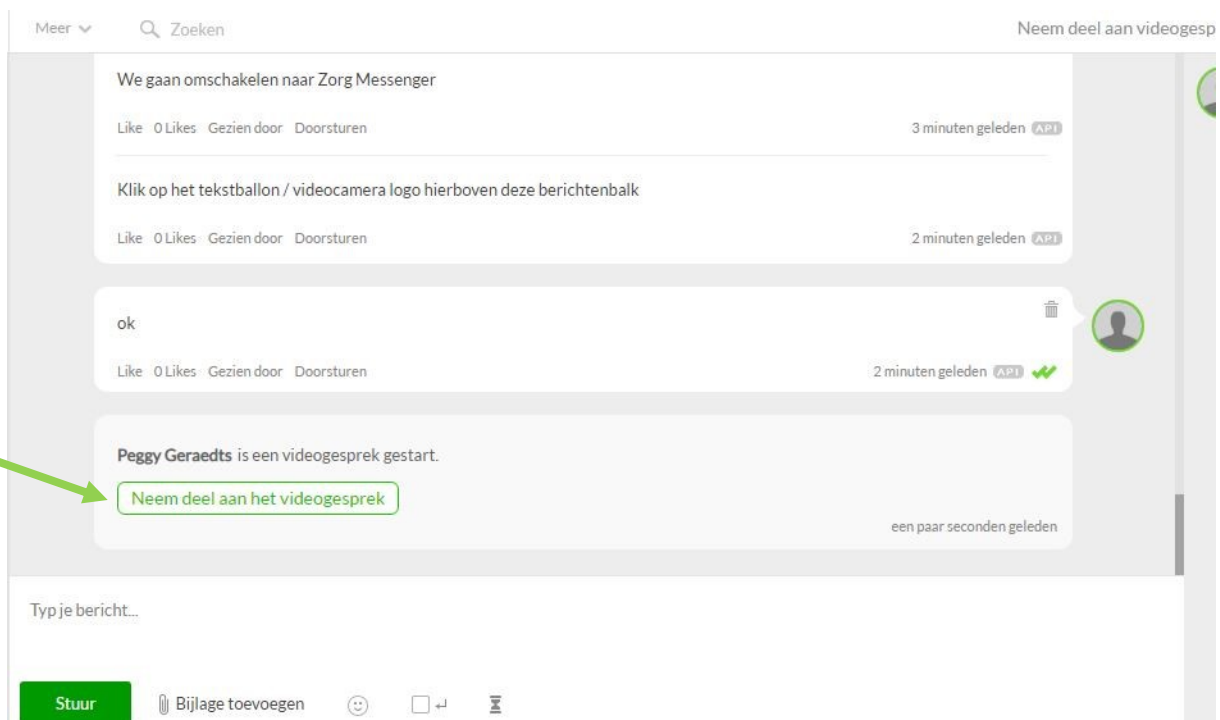 Meer Zoeken Neem deel aan videogesp
We gaan omschakelen naar Zorg Messenger
Like 0 Likes Gezien door Doorsturen 3 minuten geleden API
Klik op het tekstballon / videocamera logo hierboven deze berichtenbalk
Like 0 Likes Gezien door Doorsturen 2 minuten geleden API
ok
Like 0 Likes Gezien door Doorsturen 2 minuten geleden API
Peggy Geraedts is een videogesprek gestart.
Neem deel aan het videogesprek
een paar seconden geleden
Typ je bericht...
Stuur Bijlage toevoegen